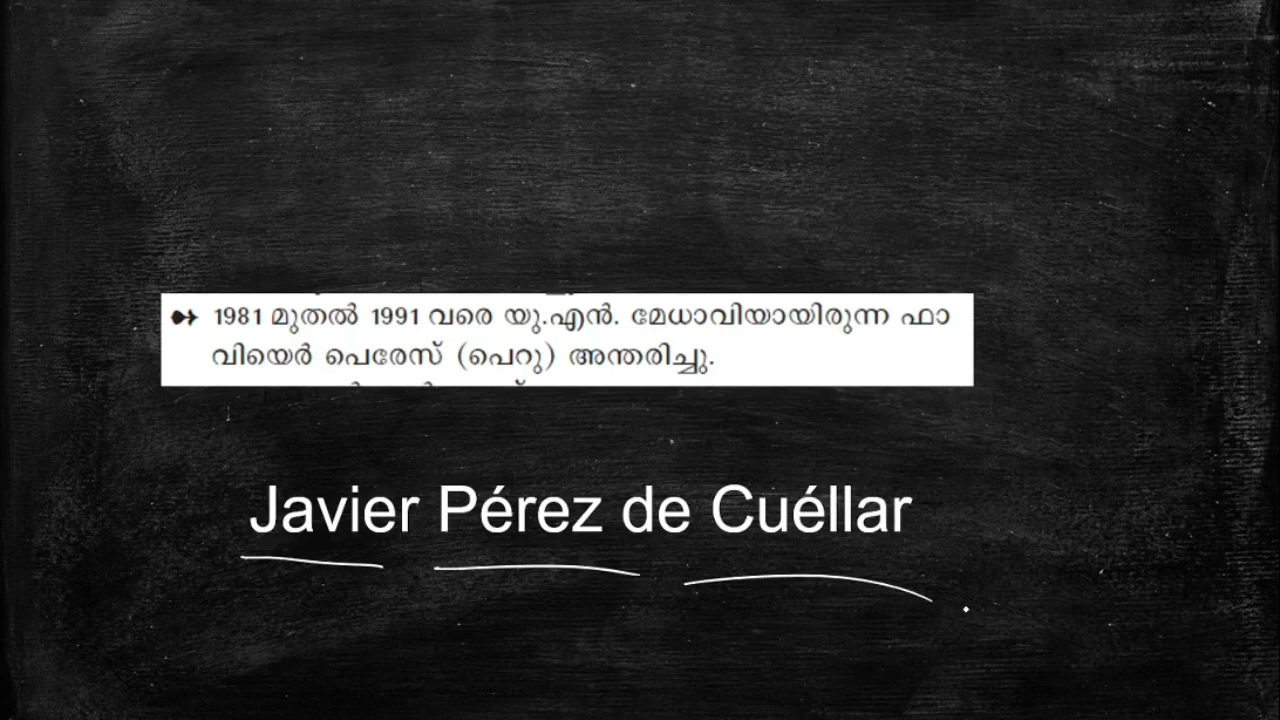 ➻ 1981 മുതൽ 1991 വരെ യു.എൻ. മേധാവിയായിരുന്ന ഫാ
വിയെർ പെരേസ് (പെറു) അന്തരിച്ചു.
Javier Pérez de Cuéllar